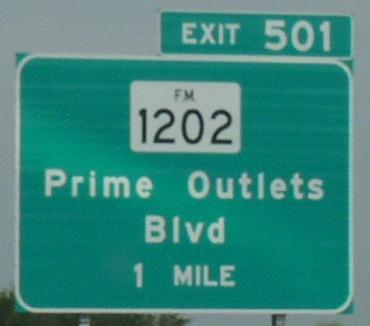 EXIT 501
F.M.
1202
Prime Outlets
Blvd
1 MILE